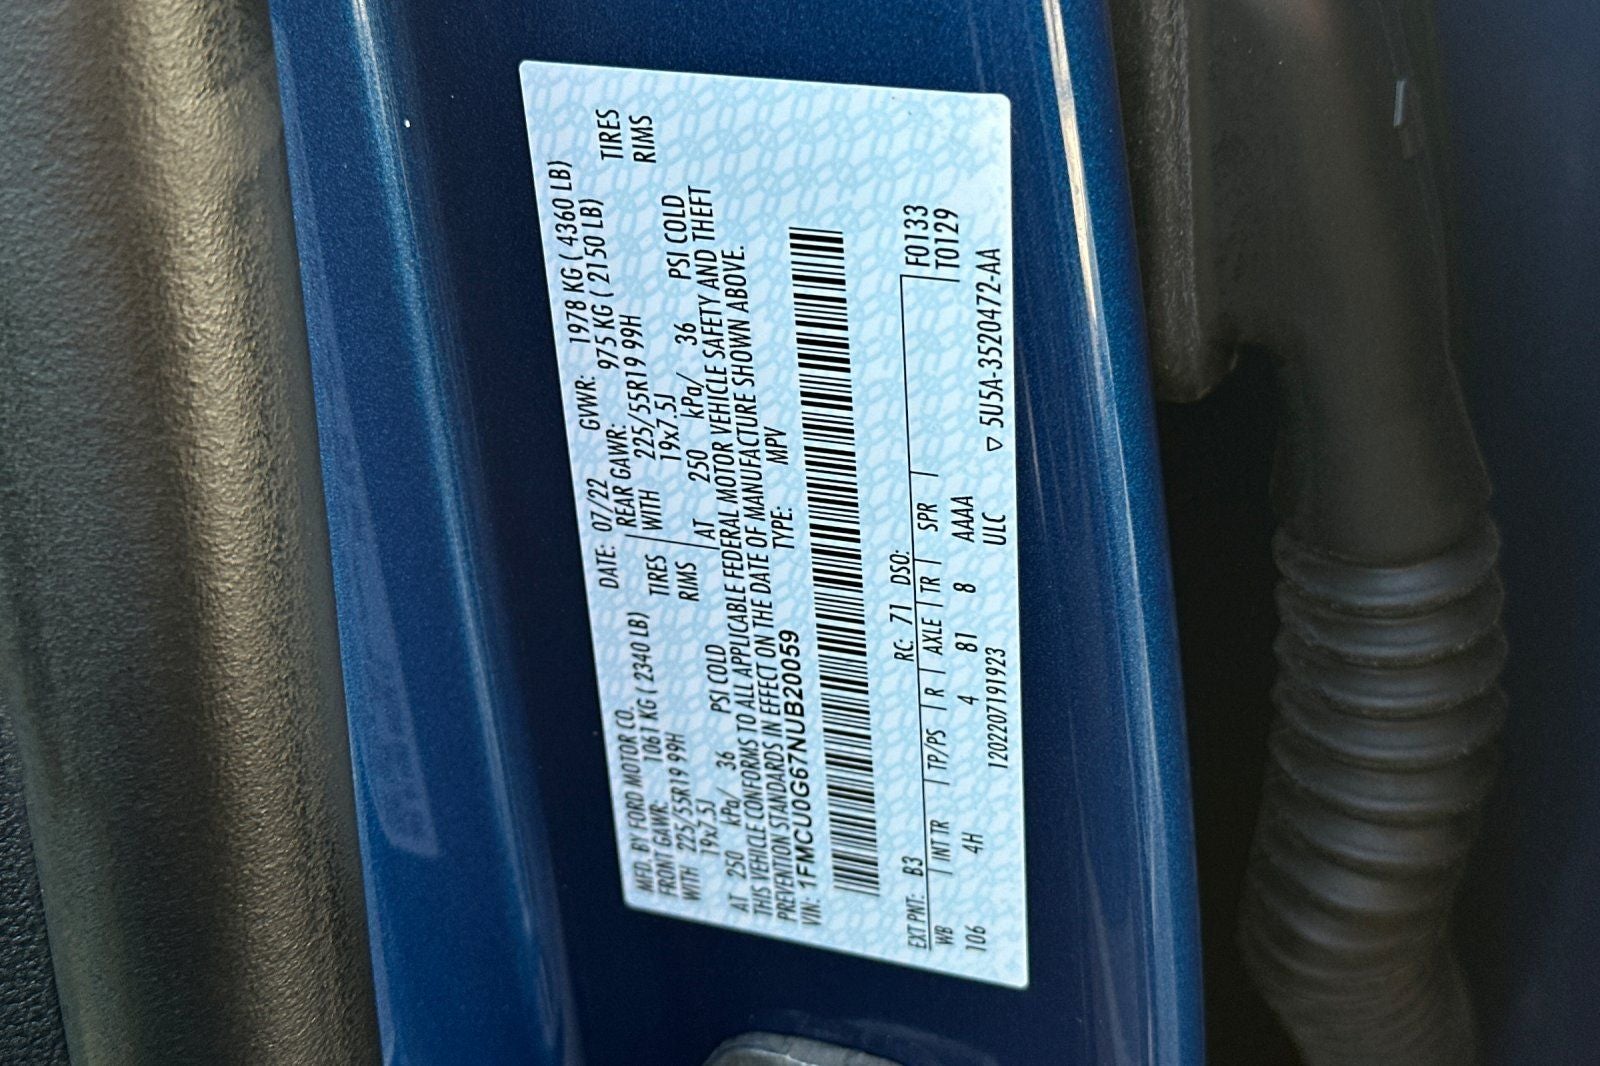 MFD. BY FORD MOTOR CO. DATE: 07/22 GVWR: 1978 KG ( 4360 LB)
FRONT GAWR: 1061 KG ( 2340 LB) REAR GAWR: 975 KG ( 2150 LB)
WITH 225/55R19 99H TIRES WITH 225/55R19 99H TIRES
19x7.5J RIMS 19x7.5J RIMS
AT 250 kPa/ 36 PSI COLD AT 250 kPa/ 36 PSI COLD
THIS VEHICLE CONFORMS TO ALL APPLICABLE FEDERAL MOTOR VEHICLE SAFETY AND THEFT
PREVENTION STANDARDS IN EFFECT ON THE DATE OF MANUFACTURE SHOWN ABOVE.
VIN: 1FMCU0G67NUB20059 TYPE: MPV
EXT PNT: B3 RC: 71 DSO: F0133
WB INT TR TP/PS R AXLE TR SPR T0129
106 4H 4 81 8 AAAA
12022071 91923 ULC ▽ 5U5A-3520472-AA